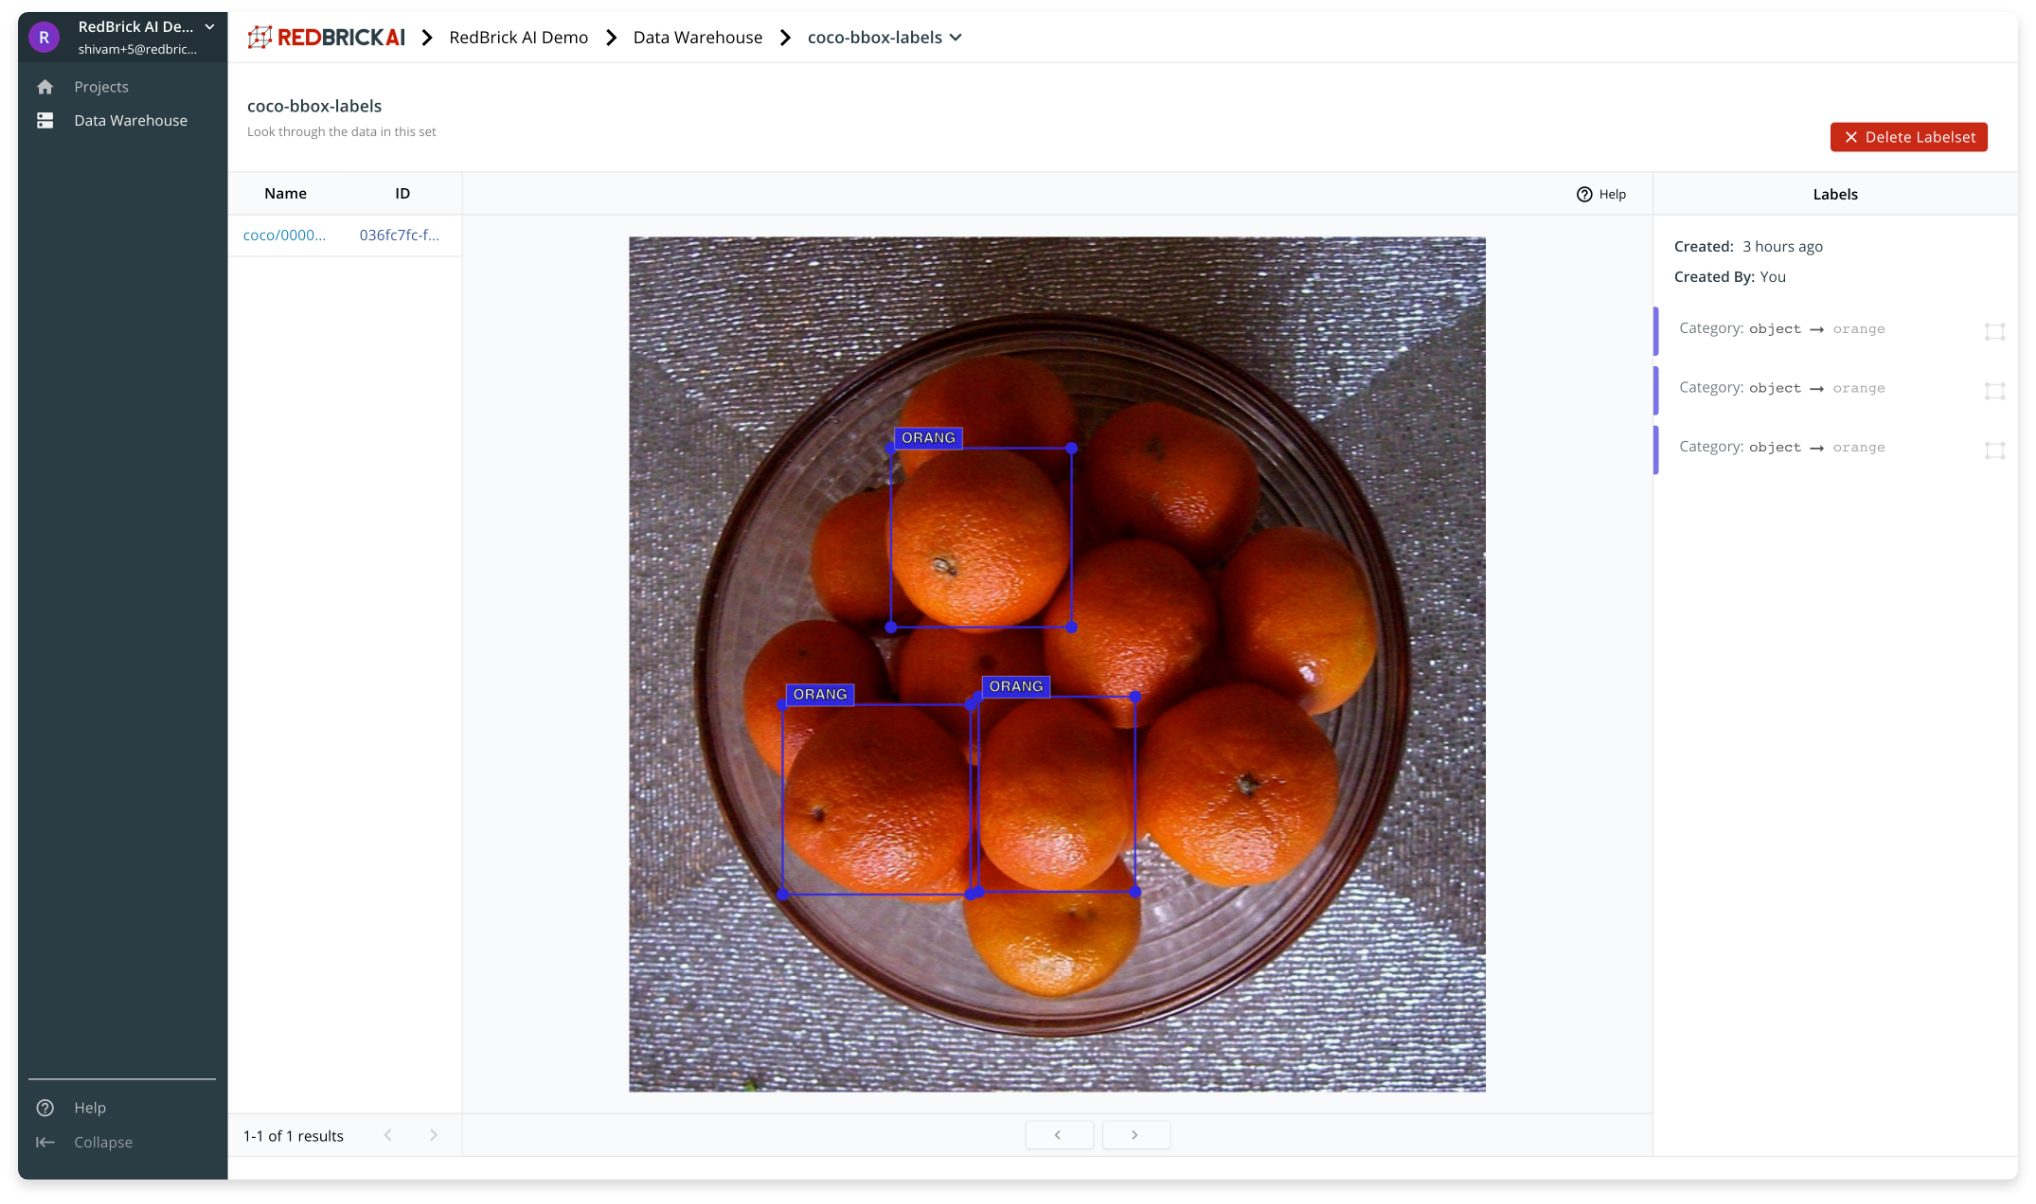 R
RedBrick AI De...
shivam+5@redbric...
Projects
Data Warehouse
Help
Collapse
REDBRICKAI
RedBrick AI Demo
Data Warehouse
coco-bbox-labels
coco-bbox-labels
Look through the data in this set
Delete Labelset
Name ID
coco/0000... 036fc7fc-f...
1-1 of 1 results
Help
ORANG
ORANG
ORANG
Labels
Created: 3 hours ago
Created By: You
Category: object → orange
Category: object → orange
Category: object → orange